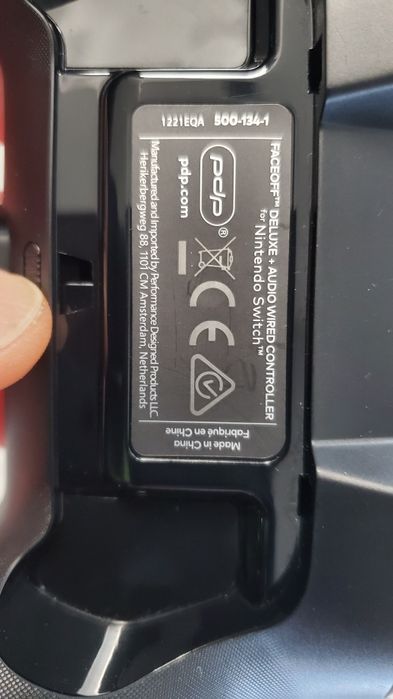 FACEOFF™ DELUXE + AUDIO WIRED CONTROLLER
for Nintendo Switch™
pdp®
pdp.com
CE
Manufactured and imported by Performance Designed Products LLC.
Herikerbergweg 88, 1101 CM Amsterdam, Netherlands
1221EQA 500-134-1
Made in China
Fabriqué en Chine